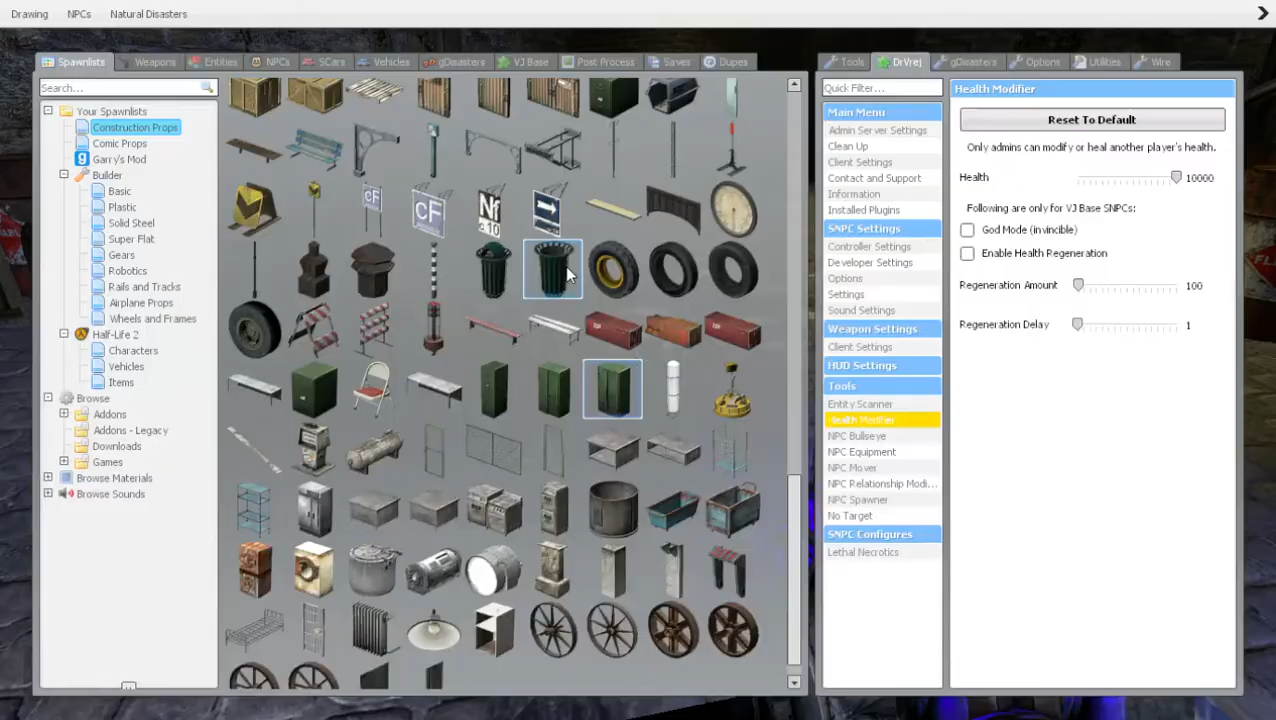 Drawing NPCs Natural Disasters
Spawnlists Weapons Entities NPCs SCars Vehicles gDisasters VJ Base Post Process Saves Dupes
Tools DrVrej gDisasters Options Utilities Wire
Search...
Your Spawnlists
Construction Props
Comic Props
Garry's Mod
Builder
Basic
Plastic
Solid Steel
Super Flat
Gears
Robotics
Rails and Tracks
Airplane Props
Wheels and Frames
Half-Life 2
Characters
Vehicles
Items
Browse
Addons
Addons - Legacy
Downloads
Games
Browse Materials
Browse Sounds
cF
cF
Nf
c 10
Quick Filter...
Main Menu
Admin Server Settings
Clean Up
Client Settings
Contact and Support
Information
Installed Plugins
SNPC Settings
Controller Settings
Developer Settings
Options
Settings
Sound Settings
Weapon Settings
Client Settings
HUD Settings
Tools
Entity Scanner
Health Modifier
NPC Bullseye
NPC Equipment
NPC Mover
NPC Relationship Modi...
NPC Spawner
No Target
SNPC Configures
Lethal Necrotics
Health Modifier
Reset To Default
Only admins can modify or heal another player's health.
Health 10000
Following are only for VJ Base SNPCs:
God Mode (invincible)
Enable Health Regeneration
Regeneration Amount 100
Regeneration Delay 1